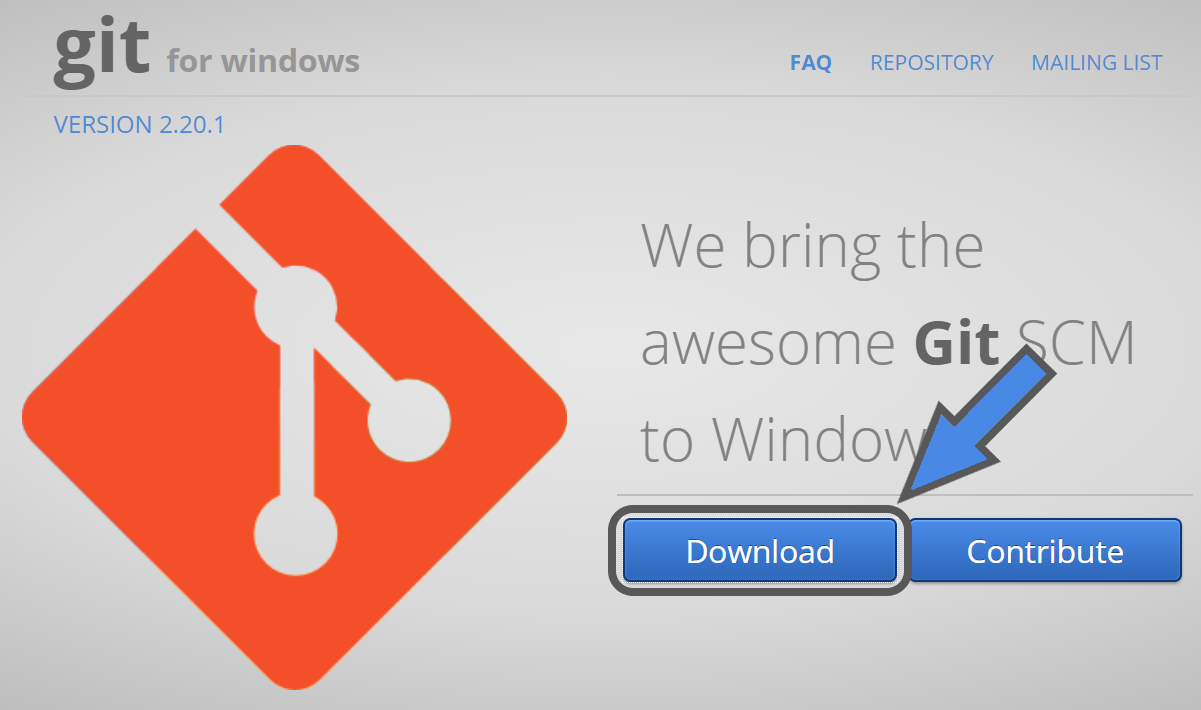 git for windows
FAQ REPOSITORY MAILING LIST
VERSION 2.20.1
We bring the
awesome Git SCM
to Window
Download Contribute